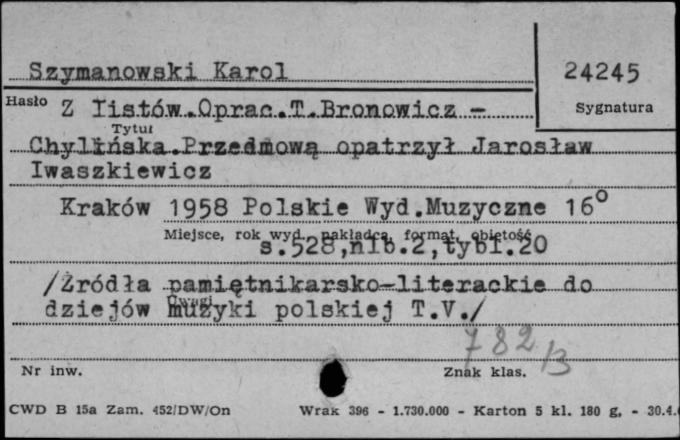 Szymanowski Karol
24245
Hasło
Sygnatura
Z listów.Oprac.T.Bronowicz –
Tytuł
Chylińska.Przedmową opatrzył Jarosław
Iwaszkiewicz
Kraków 1958 Polskie Wyd.Muzyczne 16°
Miejsce, rok wyd., nakładca, format, objętość
s.528,nlb.2,tybl.20
/Źródła pamiętnikarsko-literackie do
Uwagi
dziejów muzyki polskiej T.V./
782/3
Nr inw.
Znak klas.
CWD B 15a Zam. 452/DW/On
Wrak 396 - 1.730.000 - Karton 5 kl. 180 g, - 30.4.